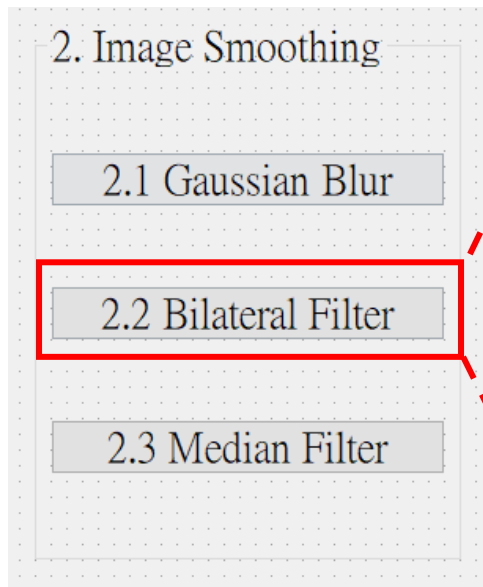 2. Image Smoothing
2.1 Gaussian Blur
2.2 Bilateral Filter
2.3 Median Filter